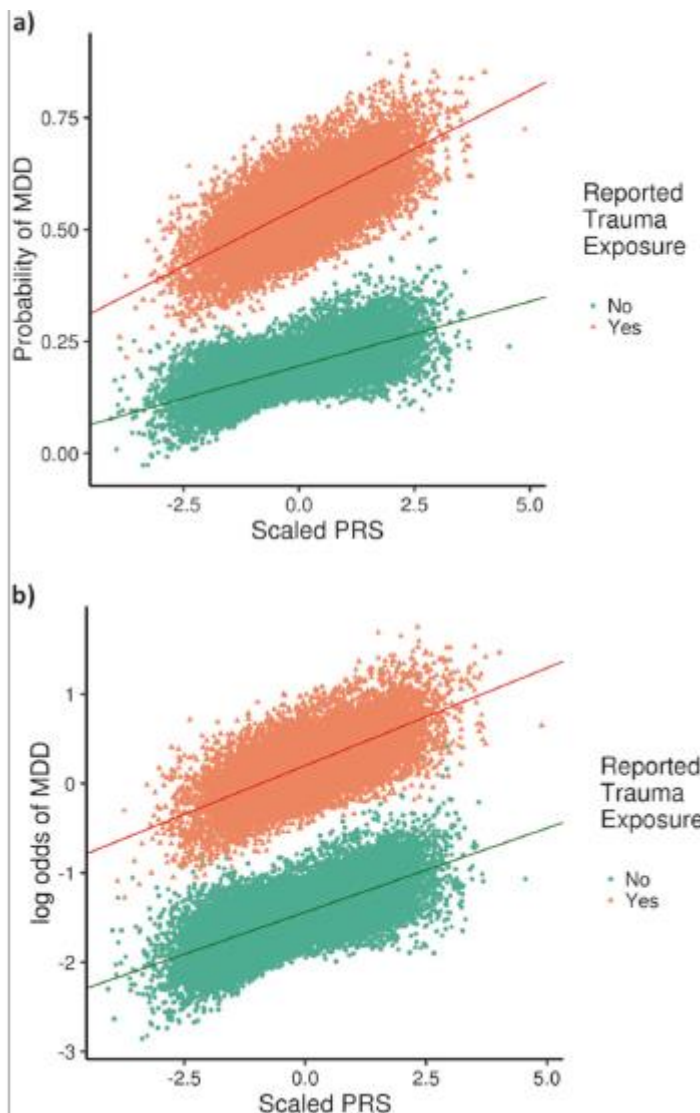 a)
0.75
0.50
0.25
0.00
Probability of MDD
-2.5 0.0 2.5 5.0
Scaled PRS
Reported
Trauma
Exposure
No
Yes
b)
1
0
-1
-2
-3
log odds of MDD
-2.5 0.0 2.5 5.0
Scaled PRS
Reported
Trauma
Exposure
No
Yes